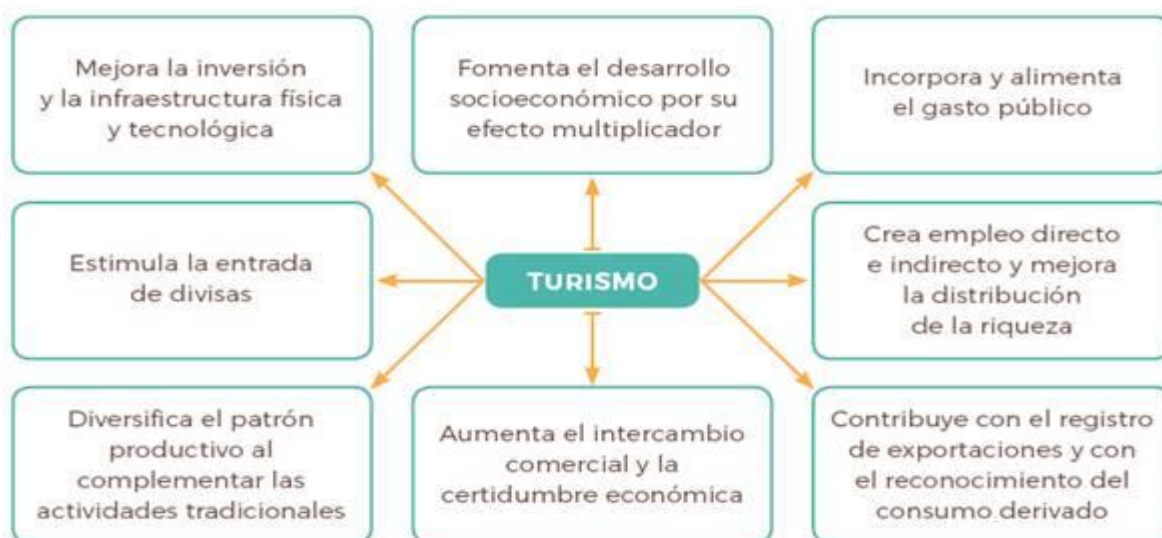 Mejora la inversión
y la infraestructura física
y tecnológica
Fomenta el desarrollo
socioeconómico por su
efecto multiplicador
Incorpora y alimenta
el gasto público
Estimula la entrada
de divisas
TURISMO
Crea empleo directo
e indirecto y mejora
la distribución
de la riqueza
Diversifica el patrón
productivo al
complementar las
actividades tradicionales
Aumenta el intercambio
comercial y la
certidumbre económica
Contribuye con el registro
de exportaciones y con
el reconocimiento del
consumo derivado